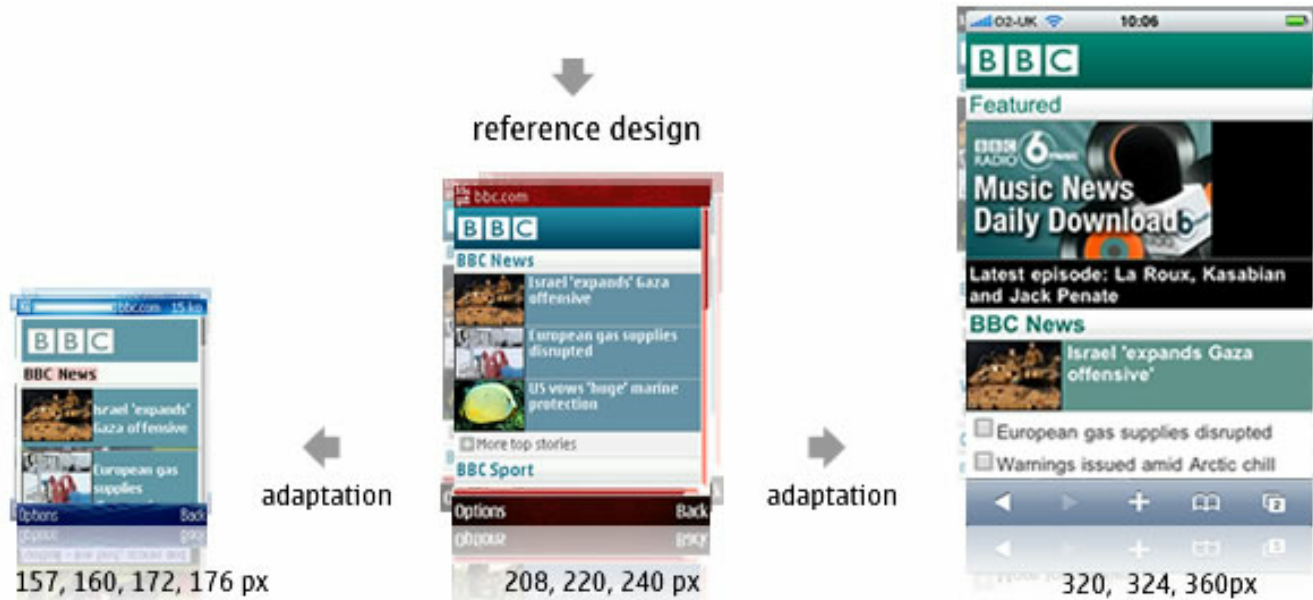 reference design
bbc.com
BBC
BBC News
Israel 'expands' Gaza
offensive
European gas supplies
disrupted
US vows 'huge' marine
protection
More top stories
BBC Sport
Options Back
208, 220, 240 px
adaptation
bbc.com
BBC
BBC News
Israel 'expands'
Gaza offensive
European gas
supplies
Options Back
157, 160, 172, 176 px
adaptation
O2-UK 10:06
BBC
Featured
BBC
RADIO 6 music
Music News
Daily Download
Latest episode: La Roux, Kasabian
and Jack Penate
BBC News
Israel 'expands Gaza
offensive'
European gas supplies disrupted
Warnings issued amid Arctic chill
320, 324, 360px